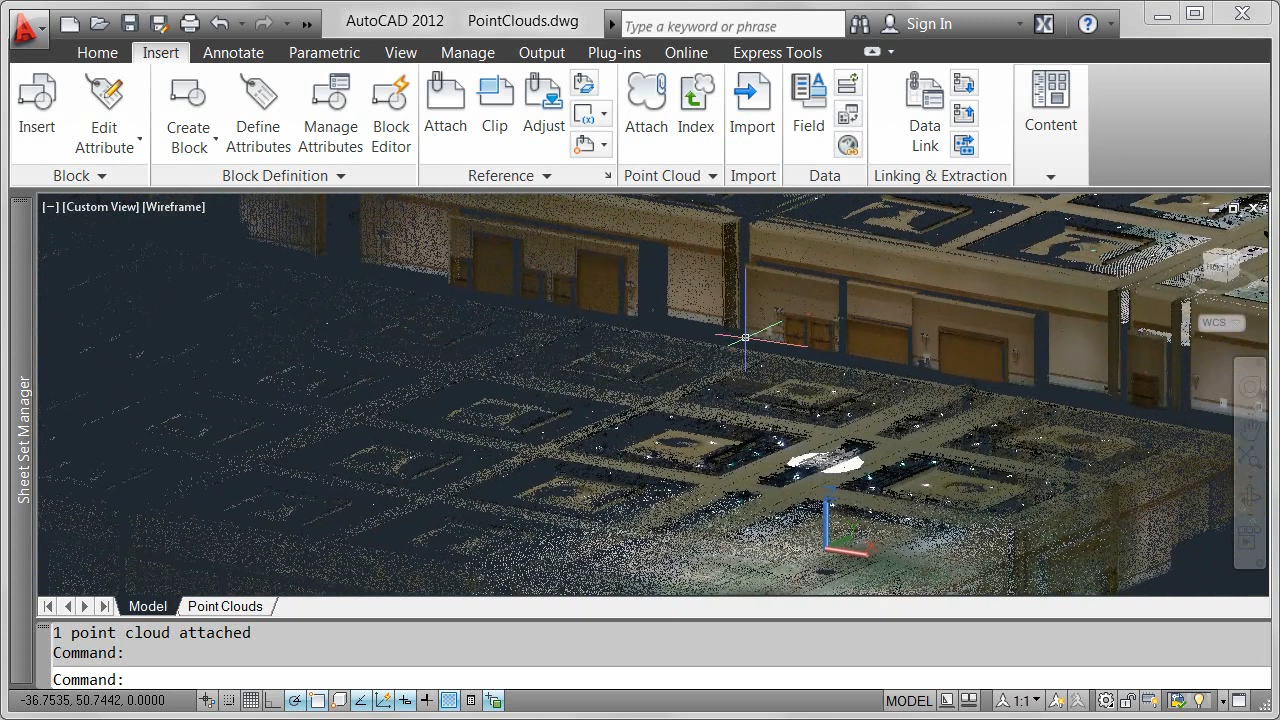 AutoCAD 2012 PointClouds.dwg Type a keyword or phrase Sign In
Home Insert Annotate Parametric View Manage Output Plug-ins Online Express Tools
Insert Edit Attribute Create Block Define Attributes Manage Attributes Block Editor Attach Clip Adjust Attach Index Import Field Data Link Content
Block Block Definition Reference Point Cloud Import Data Linking & Extraction
[−] [Custom View] [Wireframe]
FRONT
WCS
Sheet Set Manager
Model Point Clouds
1 point cloud attached
Command:
Command:
-36.7535, 50.7442, 0.0000 MODEL 1:1